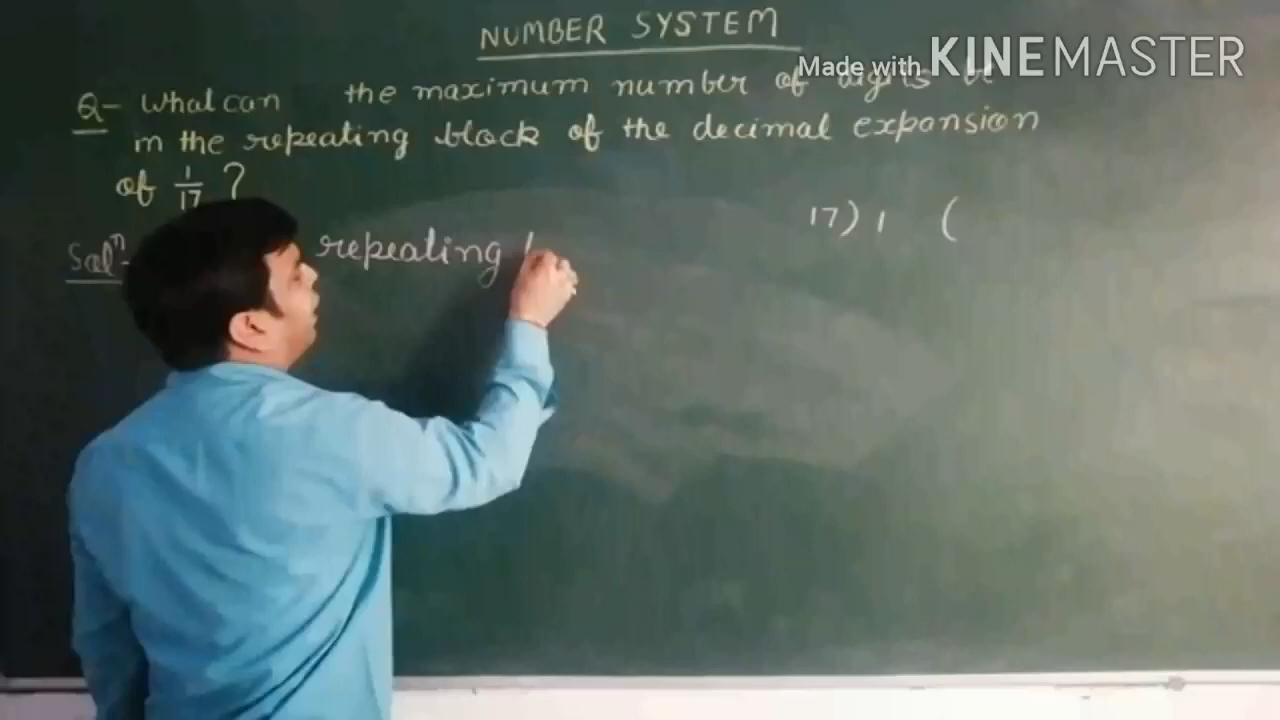 NUMBER SYSTEM
Made with KINEMASTER
Q- What can the maximum number of digits be
in the repeating block of the decimal expansion
of 1/17 ?
17) 1 (
Solⁿ- repeating